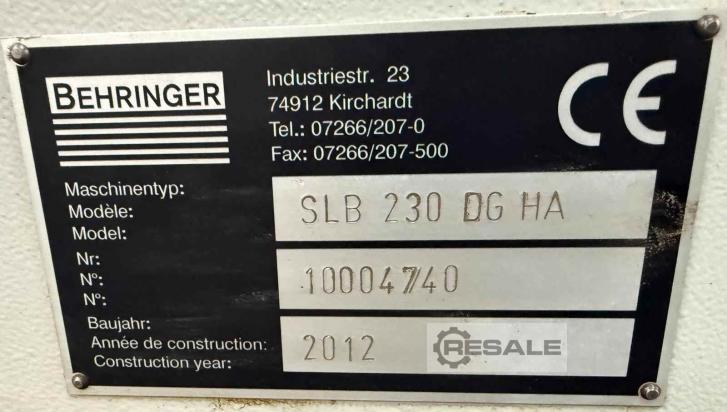 BEHRINGER
Industriestr. 23
74912 Kirchardt
Tel.: 07266/207-0
Fax: 07266/207-500
CE
Maschinentyp:
Modèle:
Model:
SLB 230 DG HA
Nr:
N°:
N°:
10004740
Baujahr:
Année de construction:
Construction year:
2012
RESALE